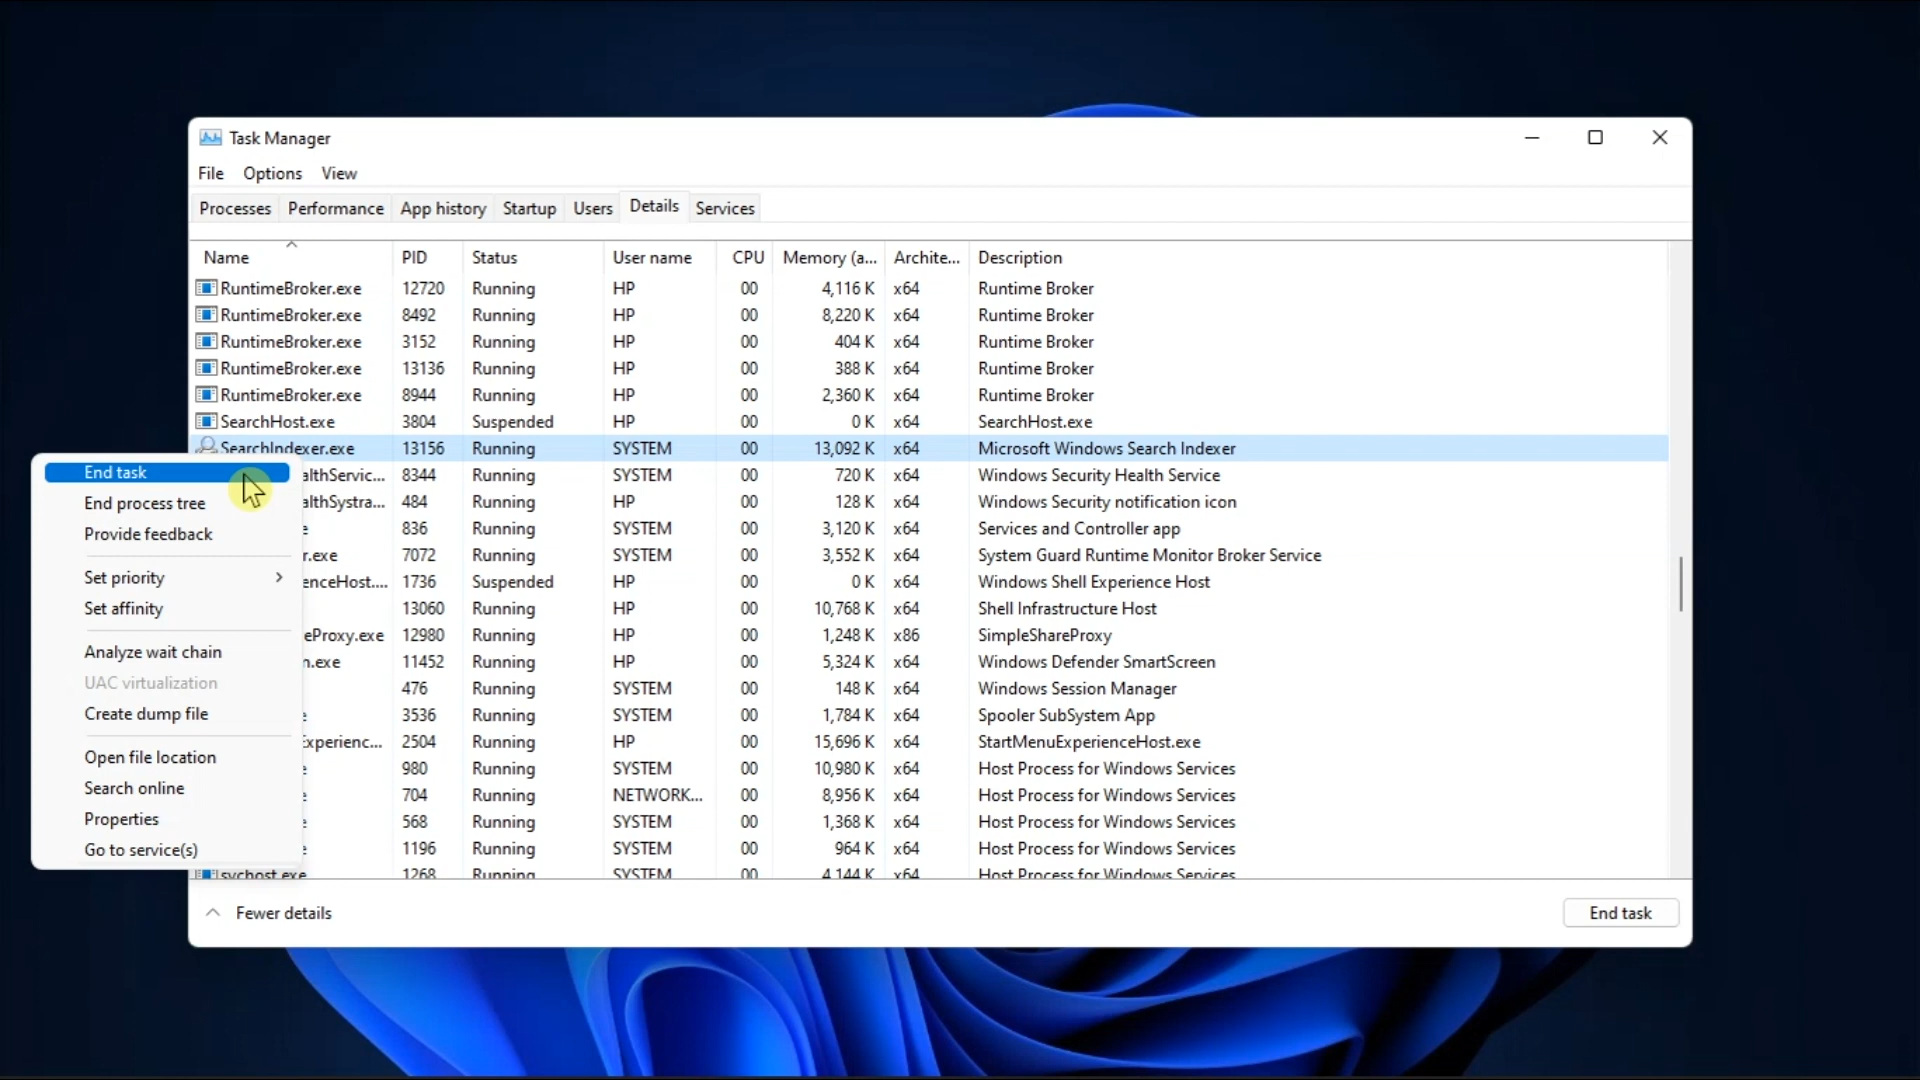 Task Manager
File Options View
Processes Performance App history Startup Users Details Services
Name PID Status User name CPU Memory (a... Archite... Description
RuntimeBroker.exe 12720 Running HP 00 4,116 K x64 Runtime Broker
RuntimeBroker.exe 8492 Running HP 00 8,220 K x64 Runtime Broker
RuntimeBroker.exe 3152 Running HP 00 404 K x64 Runtime Broker
RuntimeBroker.exe 13136 Running HP 00 388 K x64 Runtime Broker
RuntimeBroker.exe 8944 Running HP 00 2,360 K x64 Runtime Broker
SearchHost.exe 3804 Suspended HP 00 0 K x64 SearchHost.exe
SearchIndexer.exe 13156 Running SYSTEM 00 13,092 K x64 Microsoft Windows Search Indexer
althServic... 8344 Running SYSTEM 00 720 K x64 Windows Security Health Service
althSystra... 484 Running HP 00 128 K x64 Windows Security notification icon
e 836 Running SYSTEM 00 3,120 K x64 Services and Controller app
r.exe 7072 Running SYSTEM 00 3,552 K x64 System Guard Runtime Monitor Broker Service
enceHost.... 1736 Suspended HP 00 0 K x64 Windows Shell Experience Host
13060 Running HP 00 10,768 K x64 Shell Infrastructure Host
eProxy.exe 12980 Running HP 00 1,248 K x86 SimpleShareProxy
n.exe 11452 Running HP 00 5,324 K x64 Windows Defender SmartScreen
476 Running SYSTEM 00 148 K x64 Windows Session Manager
e 3536 Running SYSTEM 00 1,784 K x64 Spooler SubSystem App
Experienc... 2504 Running HP 00 15,696 K x64 StartMenuExperienceHost.exe
e 980 Running SYSTEM 00 10,980 K x64 Host Process for Windows Services
e 704 Running NETWORK... 00 8,956 K x64 Host Process for Windows Services
e 568 Running SYSTEM 00 1,368 K x64 Host Process for Windows Services
e 1196 Running SYSTEM 00 964 K x64 Host Process for Windows Services
svchost.exe 1268 Running SYSTEM 00 4,144 K x64 Host Process for Windows Services
End task
End process tree
Provide feedback
Set priority
Set affinity
Analyze wait chain
UAC virtualization
Create dump file
Open file location
Search online
Properties
Go to service(s)
Fewer details
End task